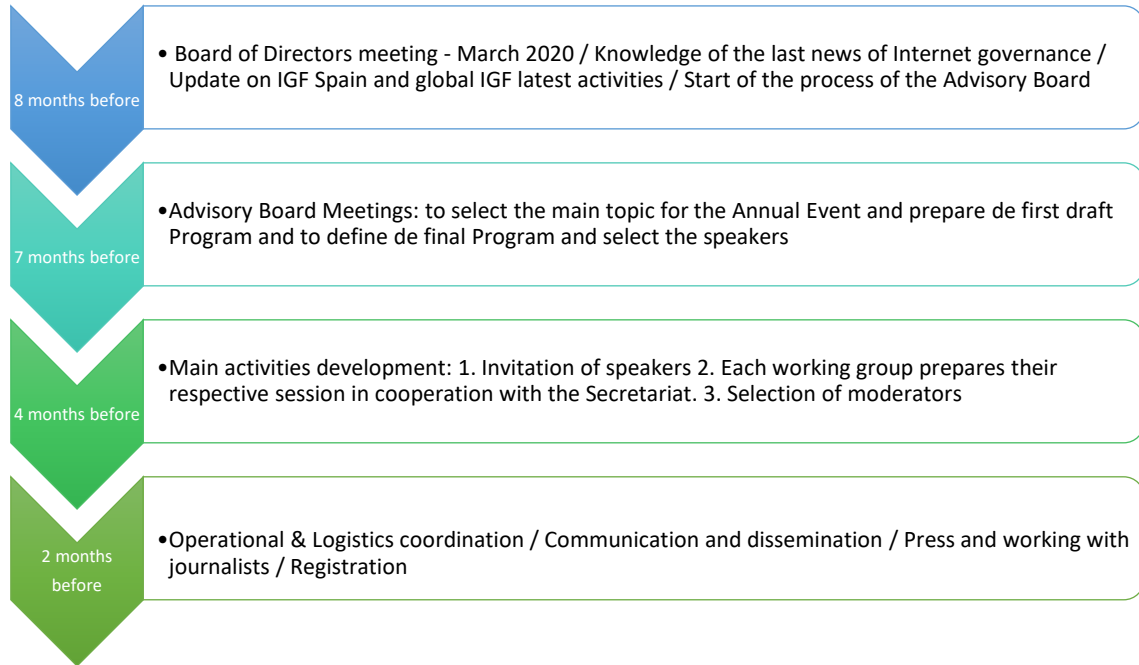 8 months before
• Board of Directors meeting - March 2020 / Knowledge of the last news of Internet governance /
Update on IGF Spain and global IGF latest activities / Start of the process of the Advisory Board
7 months before
•Advisory Board Meetings: to select the main topic for the Annual Event and prepare de first draft
Program and to define de final Program and select the speakers
4 months before
•Main activities development: 1. Invitation of speakers 2. Each working group prepares their
respective session in cooperation with the Secretariat. 3. Selection of moderators
2 months
before
•Operational & Logistics coordination / Communication and dissemination / Press and working with
journalists / Registration